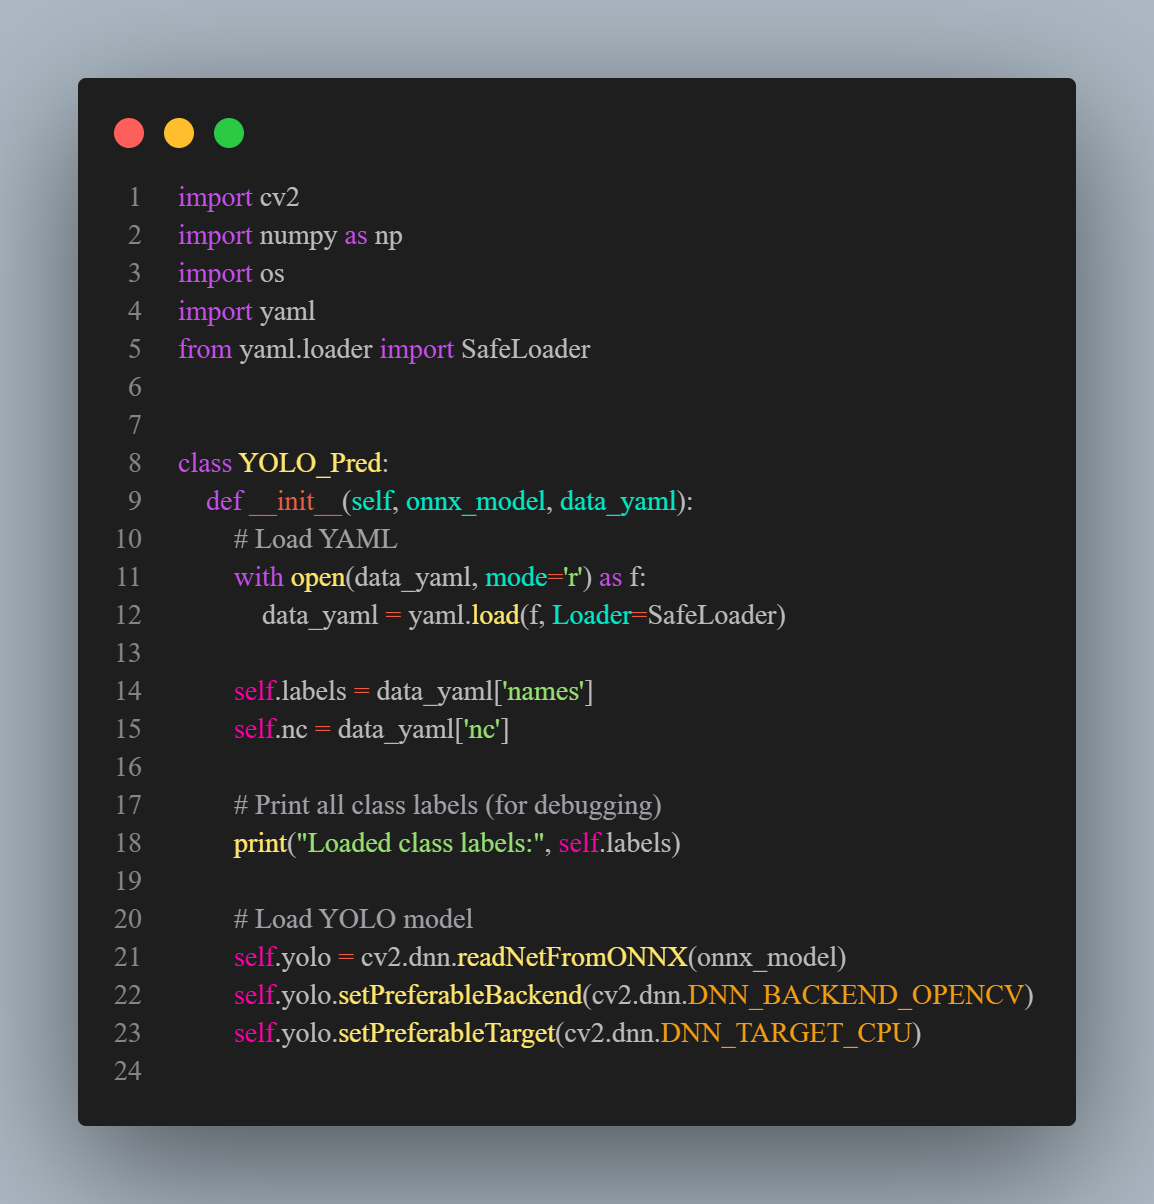 1 import cv2
2 import numpy as np
3 import os
4 import yaml
5 from yaml.loader import SafeLoader
6
7
8 class YOLO_Pred:
9     def __init__(self, onnx_model, data_yaml):
10         # Load YAML
11         with open(data_yaml, mode='r') as f:
12             data_yaml = yaml.load(f, Loader=SafeLoader)
13
14         self.labels = data_yaml['names']
15         self.nc = data_yaml['nc']
16
17         # Print all class labels (for debugging)
18         print("Loaded class labels:", self.labels)
19
20         # Load YOLO model
21         self.yolo = cv2.dnn.readNetFromONNX(onnx_model)
22         self.yolo.setPreferableBackend(cv2.dnn.DNN_BACKEND_OPENCV)
23         self.yolo.setPreferableTarget(cv2.dnn.DNN_TARGET_CPU)
24